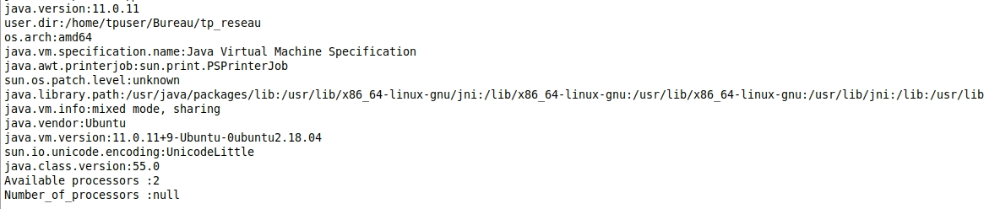 java.version:11.0.11
user.dir:/home/tpuser/Bureau/tp_reseau
os.arch:amd64
java.vm.specification.name:Java Virtual Machine Specification
java.awt.printerjob:sun.print.PSPrinterJob
sun.os.patch.level:unknown
java.library.path:/usr/java/packages/lib:/usr/lib/x86_64-linux-gnu/jni:/lib/x86_64-linux-gnu:/usr/lib/x86_64-linux-gnu:/usr/lib/jni:/lib:/usr/lib
java.vm.info:mixed mode, sharing
java.vendor:Ubuntu
java.vm.version:11.0.11+9-Ubuntu-0ubuntu2.18.04
sun.io.unicode.encoding:UnicodeLittle
java.class.version:55.0
Available processors :2
Number_of_processors :null